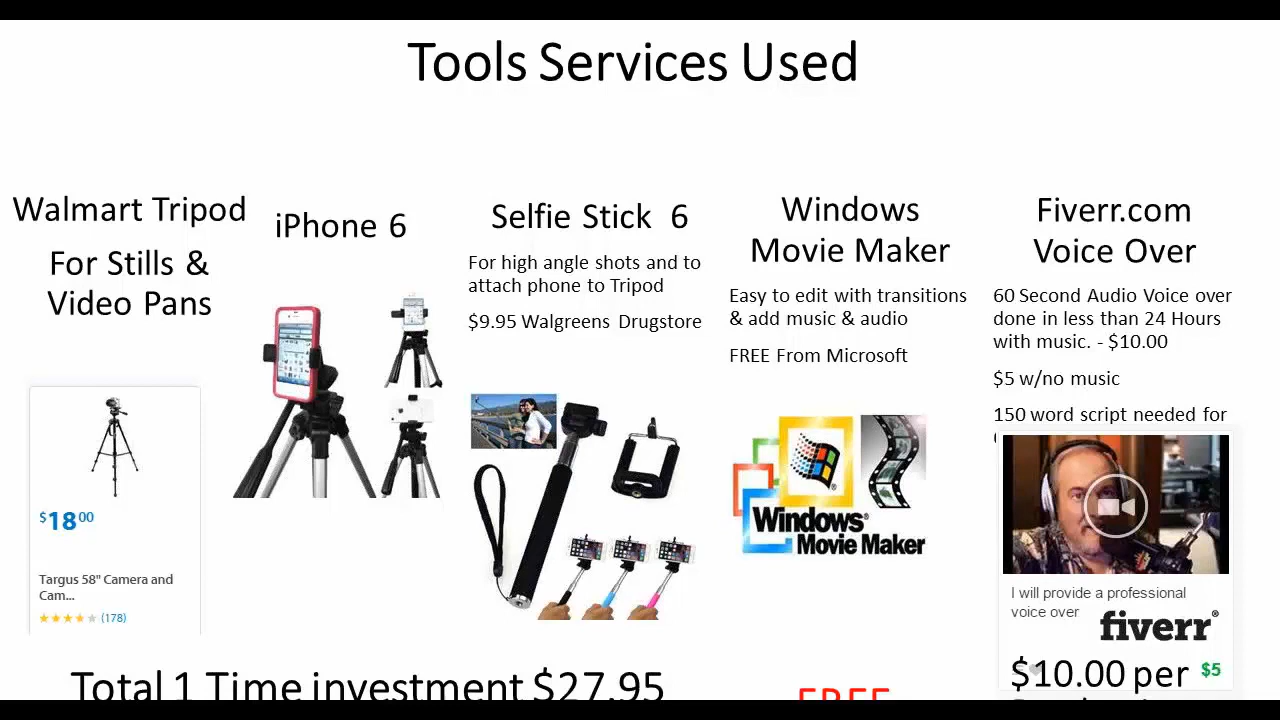 Tools Services Used
Walmart Tripod
For Stills &
Video Pans
$18 00
Targus 58" Camera and
Cam...
(178)
iPhone 6
Selfie Stick 6
For high angle shots and to
attach phone to Tripod
$9.95 Walgreens Drugstore
Windows
Movie Maker
Easy to edit with transitions
& add music & audio
FREE From Microsoft
Windows®
Movie Maker
Fiverr.com
Voice Over
60 Second Audio Voice over
done in less than 24 Hours
with music. - $10.00
$5 w/no music
150 word script needed for
I will provide a professional
voice over
fiverr®
$10.00 per
$5
Total 1 Time investment $27.95
FREE